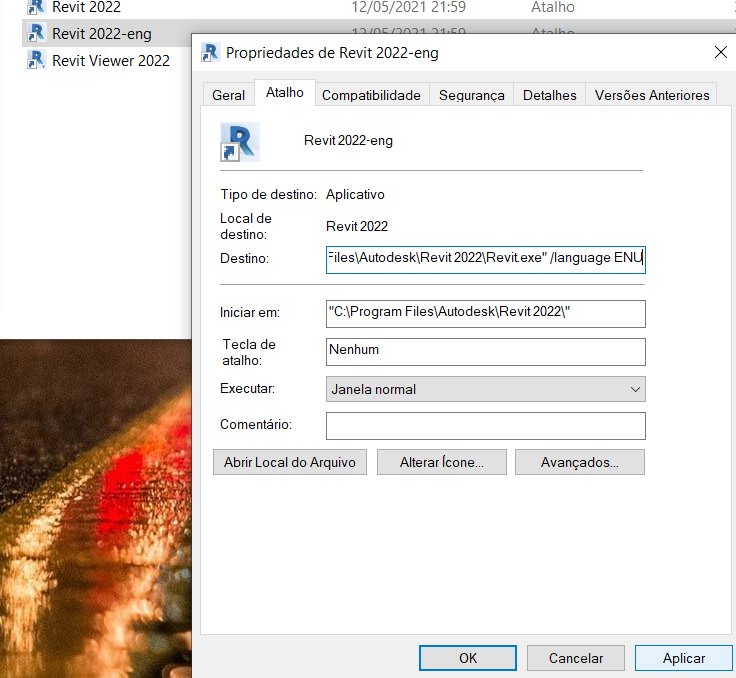 Revit 2022 12/05/2021 21:59 Atalho
Revit 2022-eng 12/05/2021 21:59 Atalho
Revit Viewer 2022
Propriedades de Revit 2022-eng
Geral Atalho Compatibilidade Segurança Detalhes Versões Anteriores
Revit 2022-eng
Tipo de destino: Aplicativo
Local de
destino:
Revit 2022
Destino: Files\Autodesk\Revit 2022\Revit.exe" /language ENU
Iniciar em: "C:\Program Files\Autodesk\Revit 2022\"
Tecla de
atalho:
Nenhum
Executar: Janela normal
Comentário:
Abrir Local do Arquivo Alterar Ícone... Avançados...
OK Cancelar Aplicar